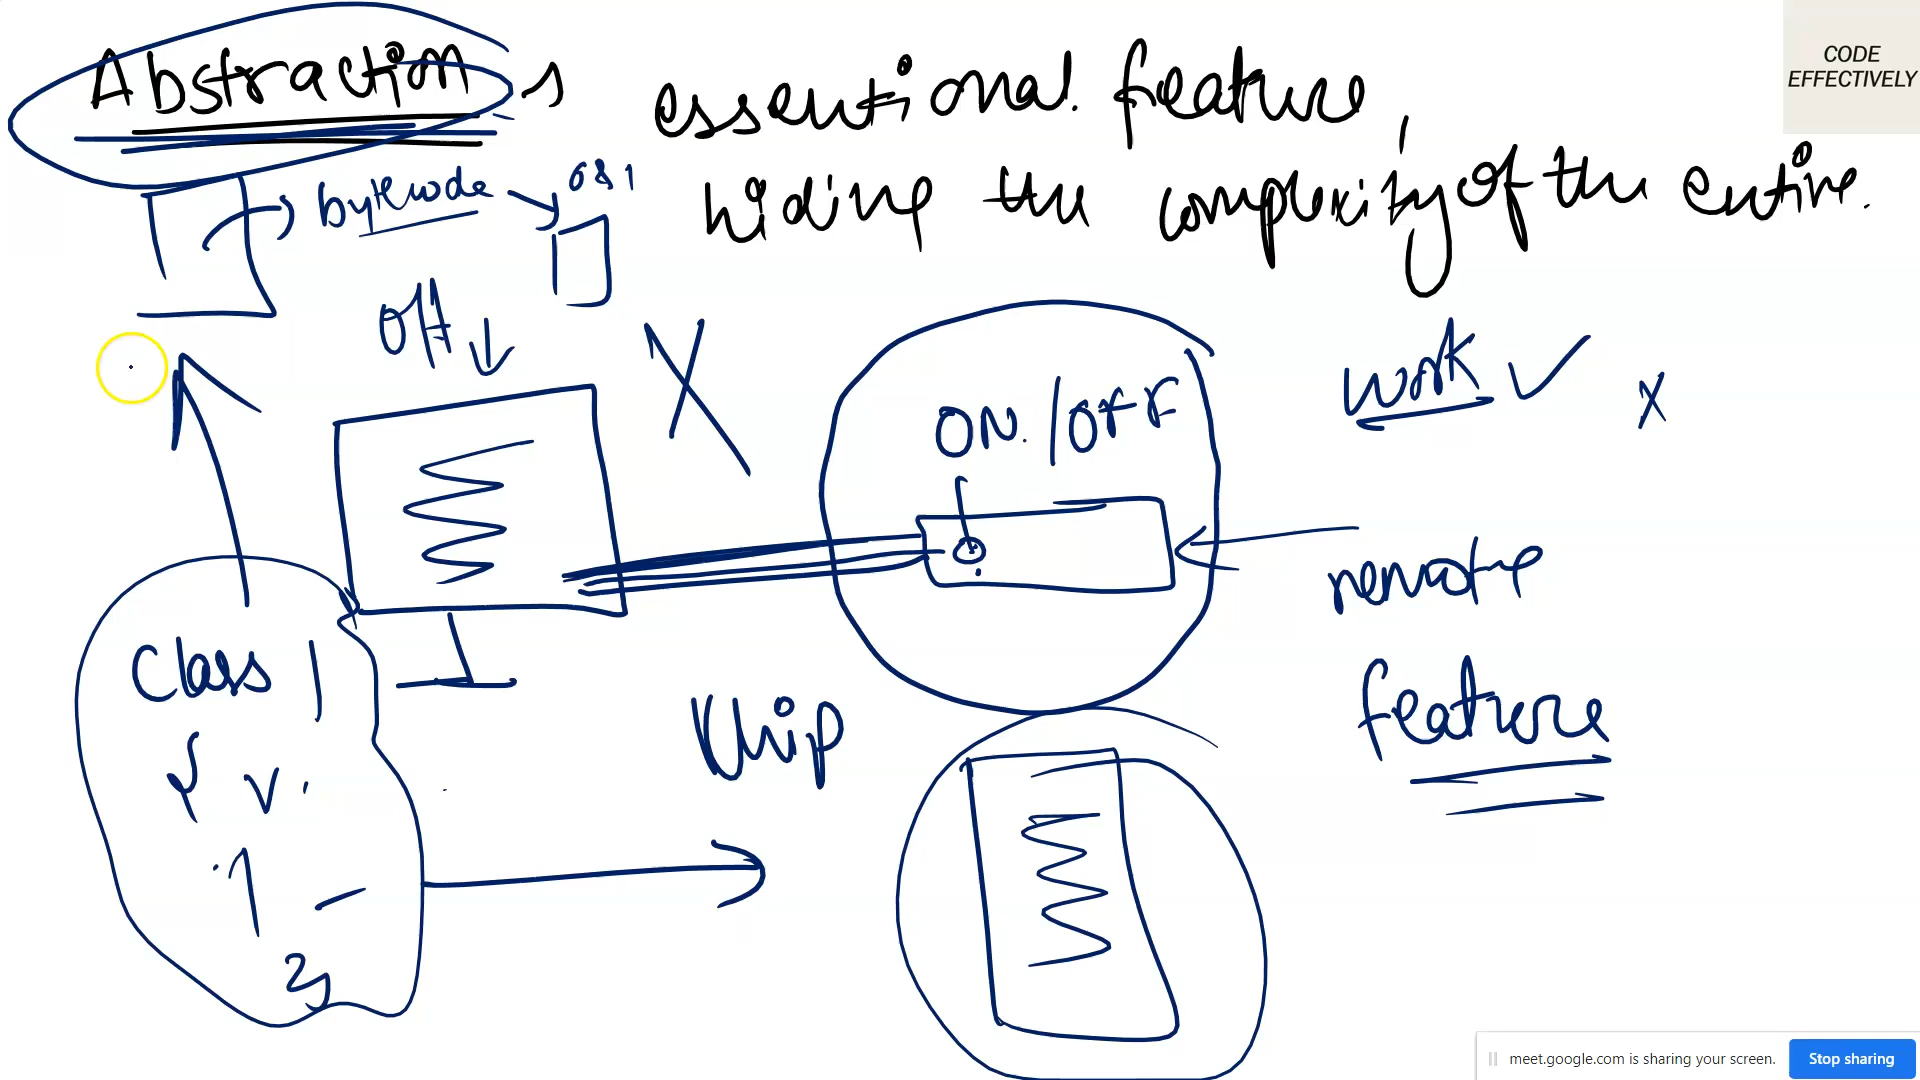 Abstraction essential feature,
hiding the complexity of the entire.
CODE
EFFECTIVELY
bytecode 0 & 1
Off
ON / OFF
work
remote
feature
Class
{ v.
}
chip
meet.google.com is sharing your screen. Stop sharing